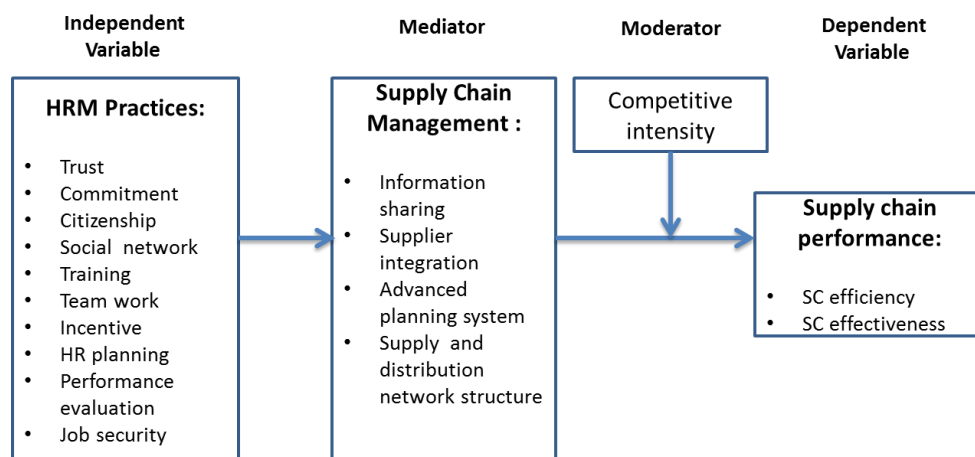 Independent
Variable
Mediator
Moderator
Dependent
Variable
HRM Practices:
• Trust
• Commitment
• Citizenship
• Social network
• Training
• Team work
• Incentive
• HR planning
• Performance
evaluation
• Job security
Supply Chain
Management :
• Information
sharing
• Supplier
integration
• Advanced
planning system
• Supply and
distribution
network structure
Competitive
intensity
Supply chain
performance:
• SC efficiency
• SC effectiveness